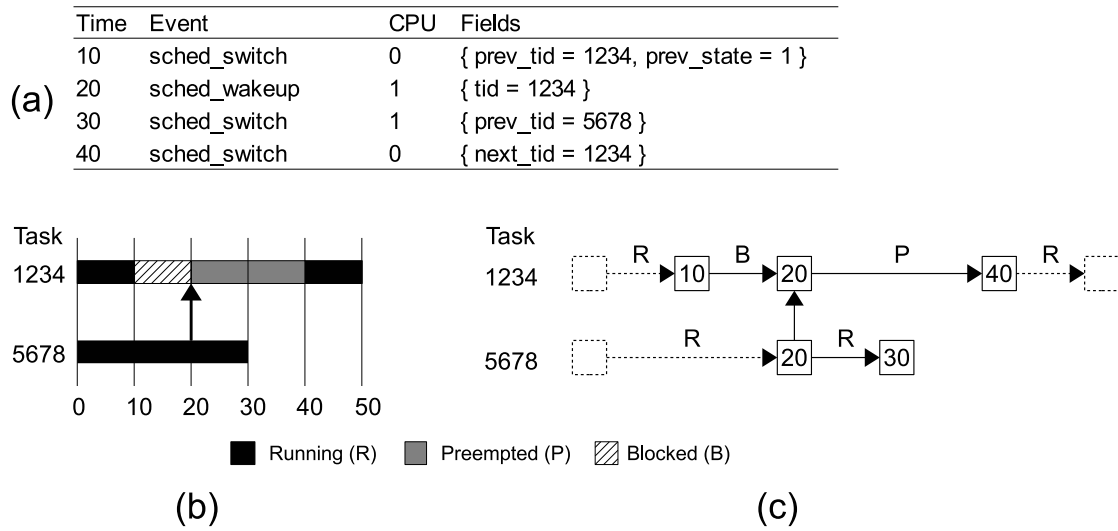 Time Event CPU Fields
10 sched_switch 0 { prev_tid = 1234, prev_state = 1 }
20 sched_wakeup 1 { tid = 1234 }
30 sched_switch 1 { prev_tid = 5678 }
40 sched_switch 0 { next_tid = 1234 }
(a)
Task
1234
5678
0 10 20 30 40 50
Task
1234
R 10 B 20 P 40 R
5678
R 20 R 30
Running (R) Preempted (P) Blocked (B)
(b) (c)